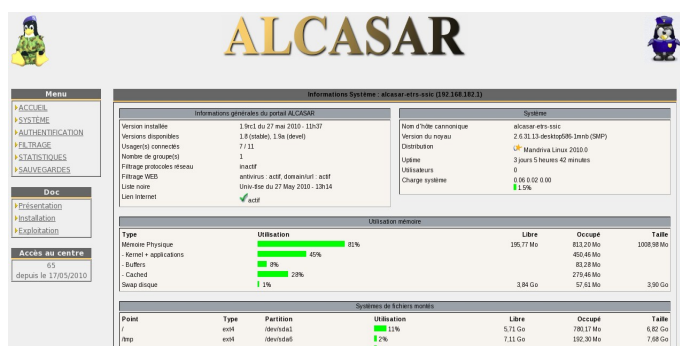 ALCASAR
Menu
ACCUEIL
SYSTÈME
AUTHENTIFICATION
FILTRAGE
STATISTIQUES
SAUVEGARDES
Doc
Présentation
Installation
Exploitation
Accès au centre
65
depuis le 17/05/2010
Informations Système : alcasar-etrs-ssic (192.168.182.1)
Informations générales du portail ALCASAR
Version installée 1.9rc1 du 27 mai 2010 - 11h37
Versions disponibles 1.8 (stable), 1.9a (devel)
Usager(s) connectés 7 / 11
Nombre de groupe(s) 1
Filtrage protocoles réseau inactif
Filtrage WEB antivirus : actif, domain/url : actif
Liste noire Univ-tlse du 27 May 2010 - 13h14
Lien Internet actif
Système
Nom d'hôte cannonique alcasar-etrs-ssic
Version du noyau 2.6.31.13-desktop586-1mnb (SMP)
Distribution Mandriva Linux 2010.0
Uptime 3 jours 5 heures 42 minutes
Utilisateurs 0
Charge système 0.06 0.02 0.00
1.5%
Utilisation mémoire
Type Utilisation Libre Occupé Taille
Mémoire Physique 81% 195,77 Mo 813,20 Mo 1008,98 Mo
- Kernel + applications 45% 450,46 Mo
- Buffers 8% 83,28 Mo
- Cached 28% 279,46 Mo
Swap disque 1% 3,84 Go 57,61 Mo 3,90 Go
Systèmes de fichiers montés
Point Type Partition Utilisation Libre Occupé Taille
/ ext4 /dev/sda1 11% 5,71 Go 780,17 Mo 6,82 Go
/tmp ext4 /dev/sda6 2% 7,11 Go 192,30 Mo 7,68 Go